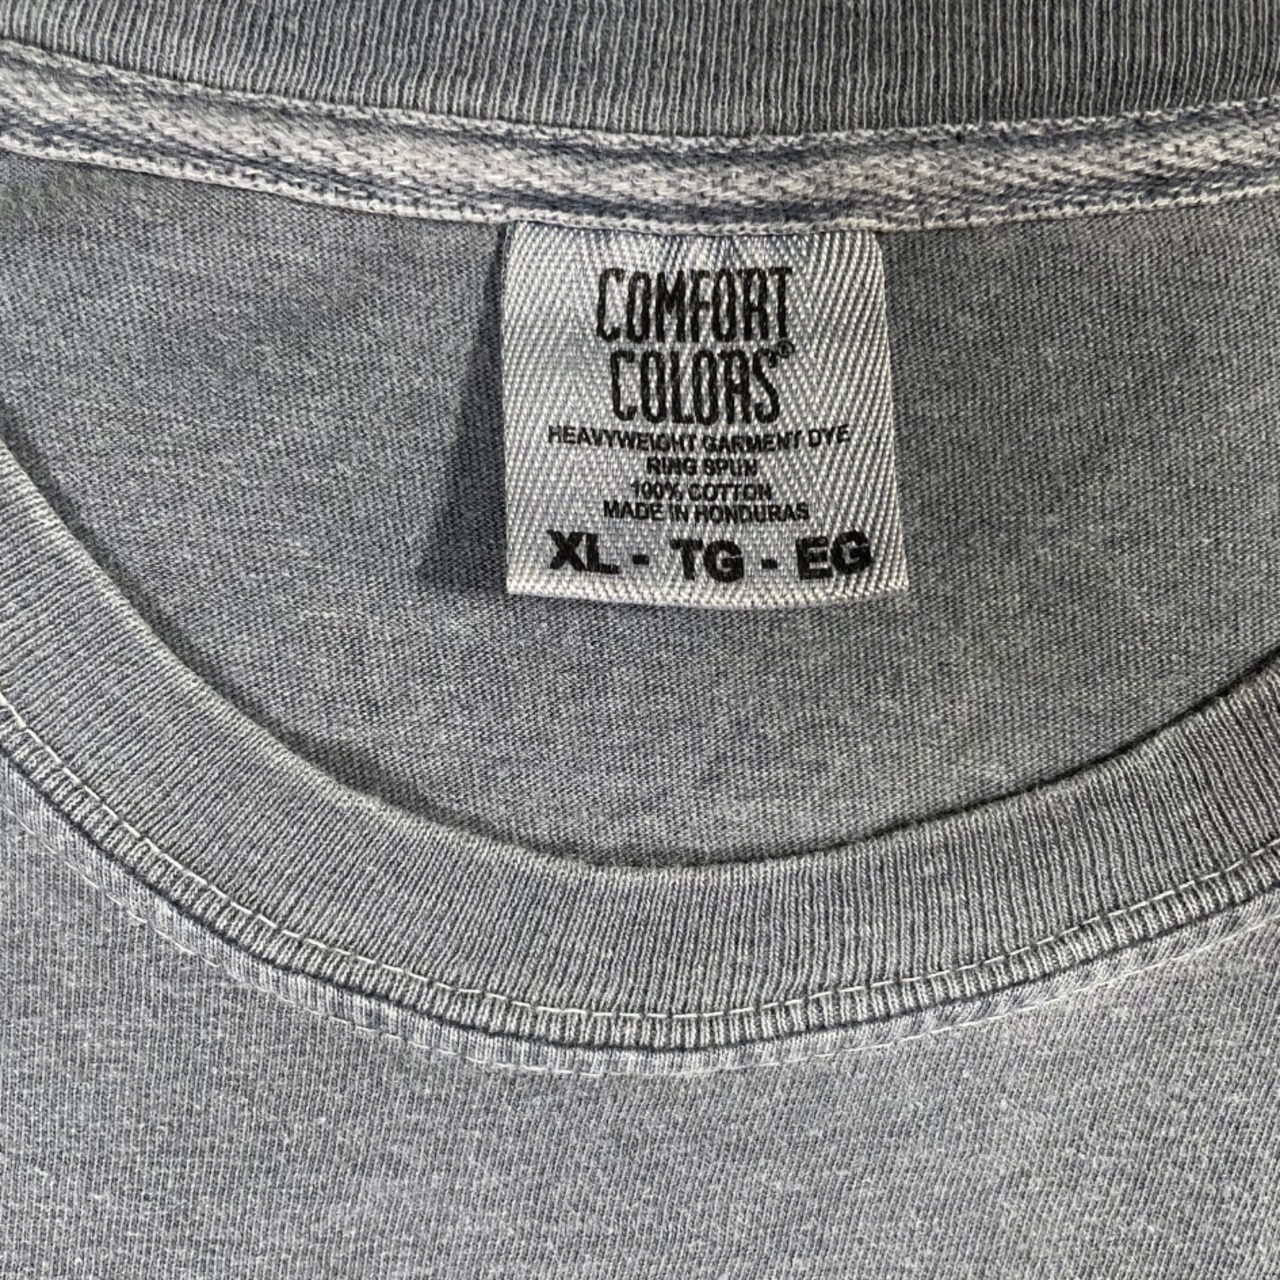 COMFORT
COLORS®
HEAVYWEIGHT GARMENT DYE
RING SPUN
100% COTTON
MADE IN HONDURAS
XL - TG - EG